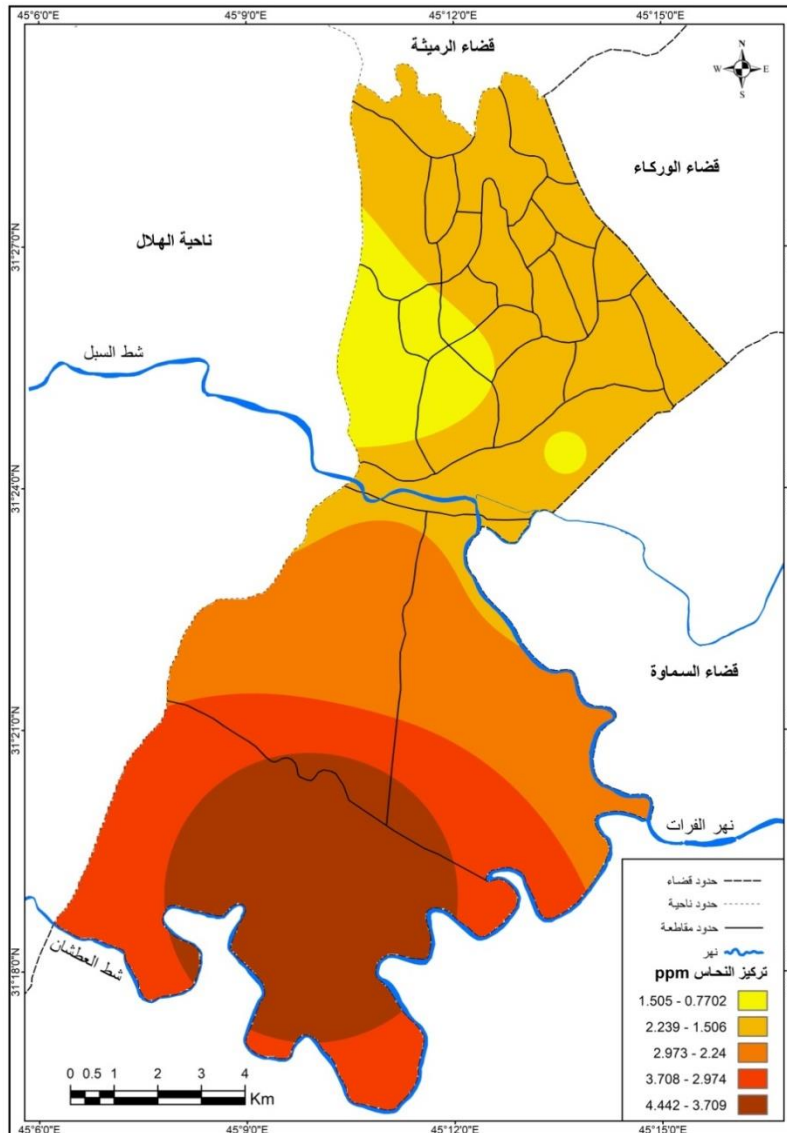 45°6'0"E
45°9'0"E
45°12'0"E
45°15'0"E
قضاء الرميثة
N
W E
S
قضاء الوركاء
31°27'0"N
ناحية الهلال
شط السبل
31°24'0"N
قضاء السماوة
31°21'0"N
نهر الفرات
شط العطشان
31°18'0"N
حدود قضاء
حدود ناحية
حدود مقاطعة
نهر
تركيز النحاس ppm
1.505 - 0.7702
2.239 - 1.506
2.973 - 2.24
3.708 - 2.974
4.442 - 3.709
0 0.5 1 2 3 4
Km
45°6'0"E
45°9'0"E
45°12'0"E
45°15'0"E